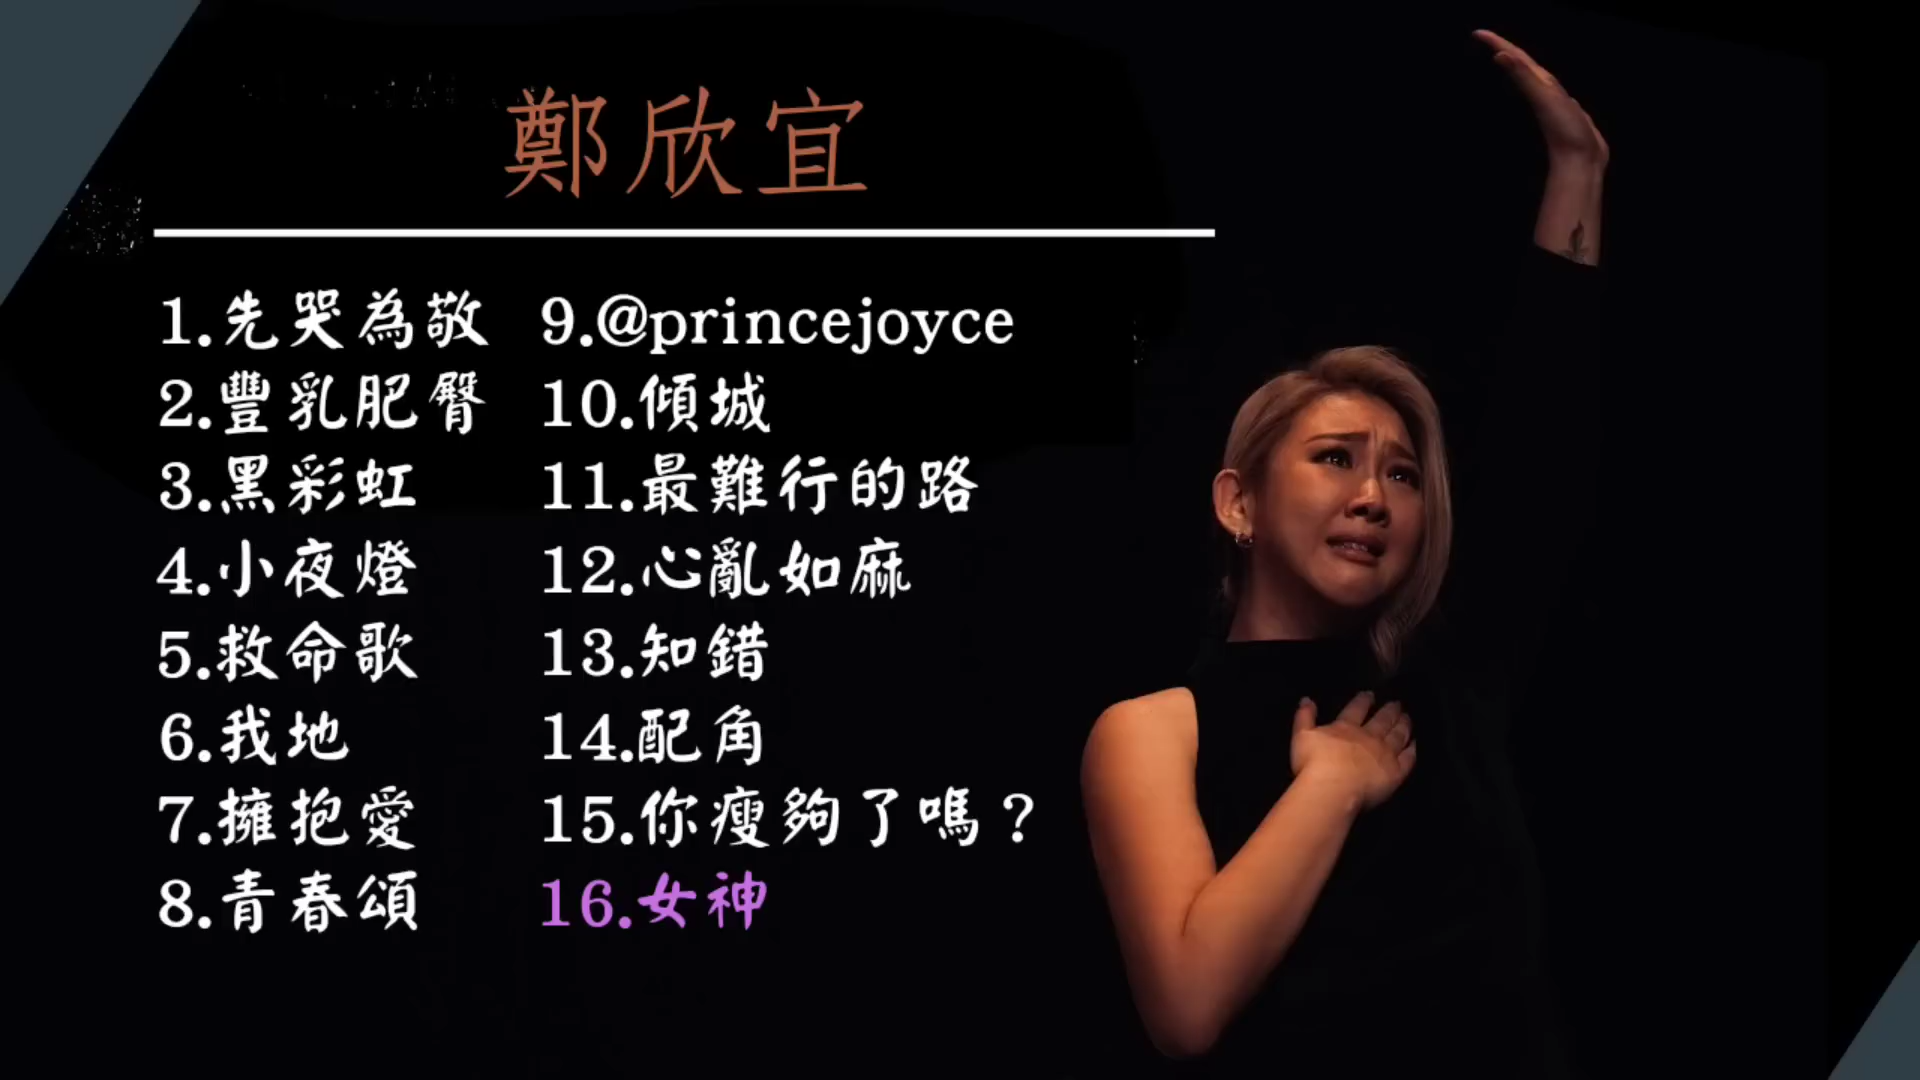 鄭欣宜
1.先哭為敬
2.豐乳肥臀
3.黑彩虹
4.小夜燈
5.救命歌
6.我地
7.擁抱愛
8.青春頌
9.@princejoyce
10.傾城
11.最難行的路
12.心亂如麻
13.知錯
14.配角
15.你瘦夠了嗎？
16.女神